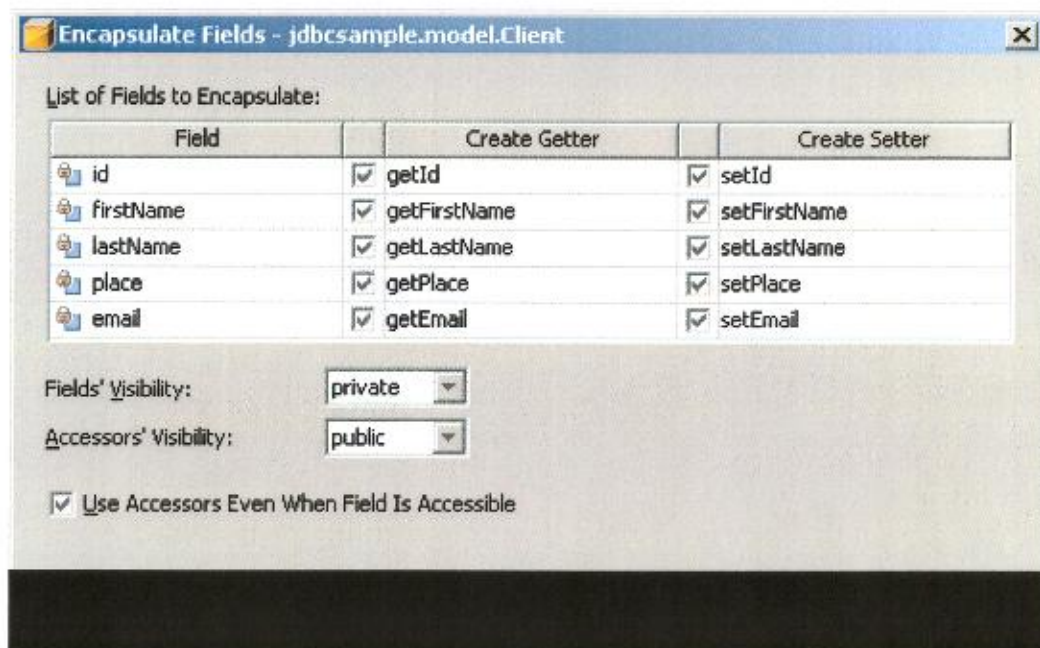 Encapsulate Fields - jdbcsample.model.Client
List of Fields to Encapsulate:
Field Create Getter Create Setter
id getId setId
firstName getFirstName setFirstName
lastName getLastName setLastName
place getPlace setPlace
email getEmail setEmail
Fields' Visibility: private
Accessors' Visibility: public
Use Accessors Even When Field Is Accessible